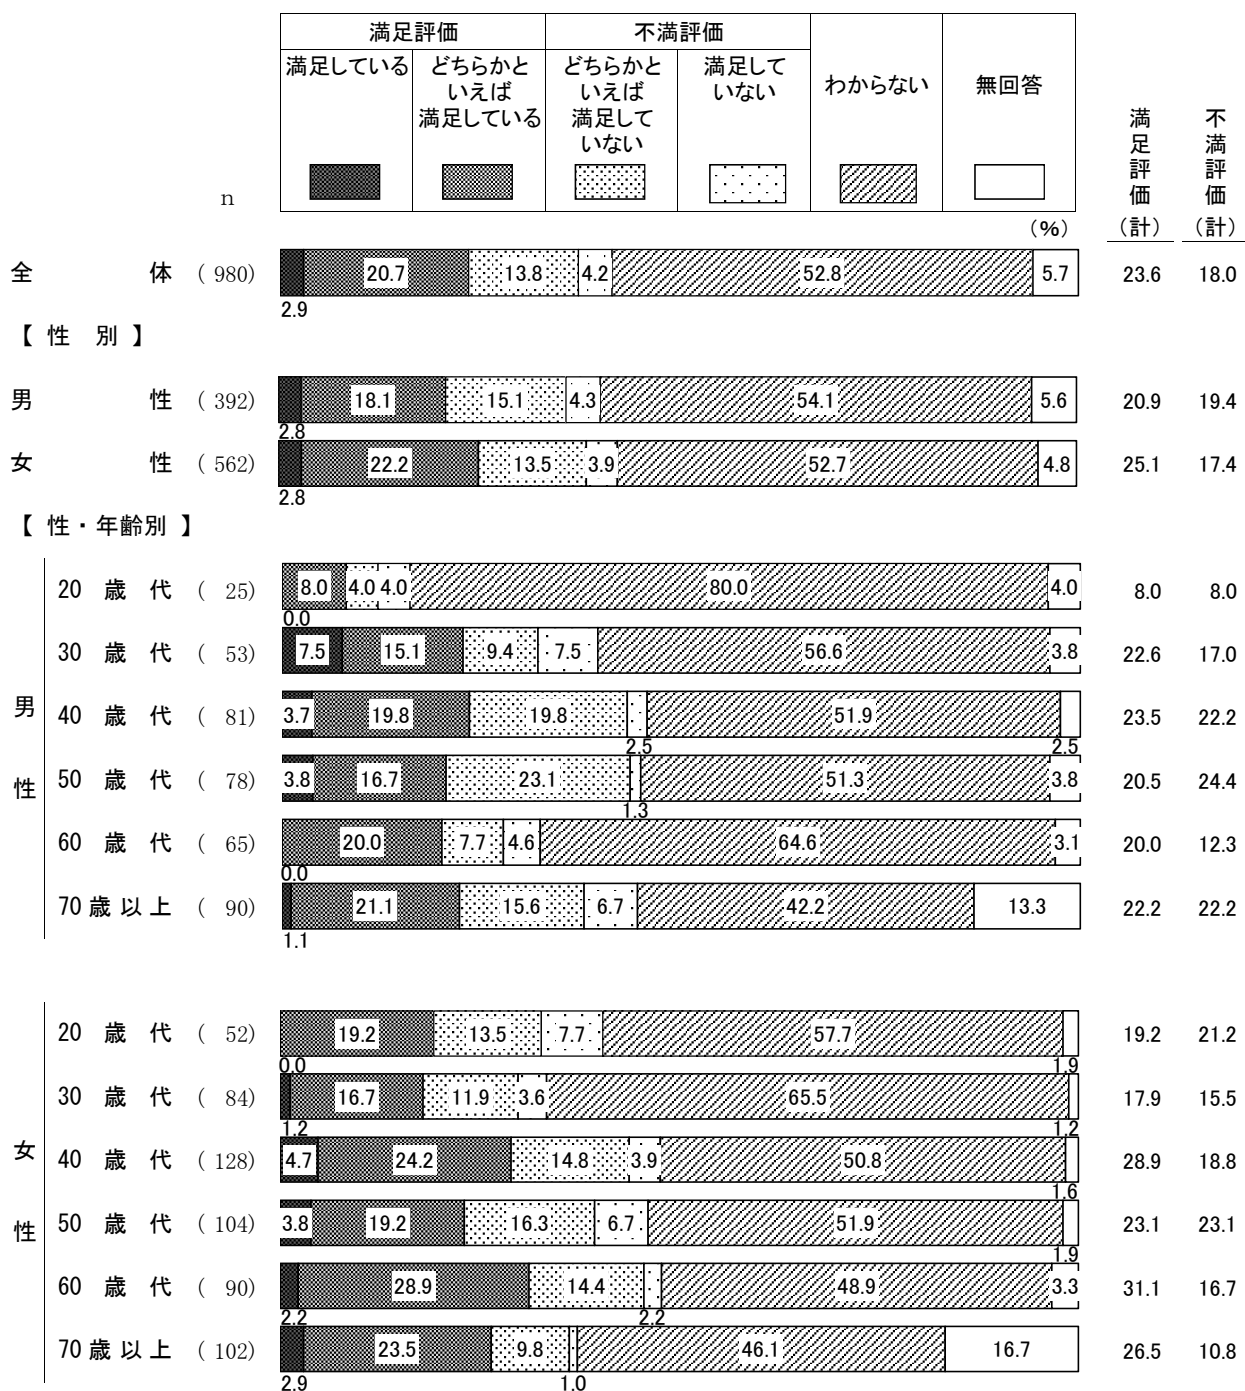 満足評価 不満評価
満足している どちらかと どちらかと 満足して
いえば いえば いない わからない 無回答
満足している 満足して
いない
満足評価(計) 不満評価(計)
n
(%)
全体 ( 980) 20.7 13.8 4.2 52.8 5.7 23.6 18.0
2.9
【 性 別 】
男性 ( 392) 18.1 15.1 4.3 54.1 5.6 20.9 19.4
2.8
女性 ( 562) 22.2 13.5 3.9 52.7 4.8 25.1 17.4
2.8
【 性・年齢別 】
男性
20 歳 代 ( 25) 8.0 4.0 4.0 80.0 4.0 8.0 8.0
0.0
30 歳 代 ( 53) 7.5 15.1 9.4 7.5 56.6 3.8 22.6 17.0
40 歳 代 ( 81) 3.7 19.8 19.8 51.9 23.5 22.2
2.5 2.5
50 歳 代 ( 78) 3.8 16.7 23.1 51.3 3.8 20.5 24.4
1.3
60 歳 代 ( 65) 20.0 7.7 4.6 64.6 3.1 20.0 12.3
0.0
70 歳 以 上 ( 90) 21.1 15.6 6.7 42.2 13.3 22.2 22.2
1.1
女性
20 歳 代 ( 52) 19.2 13.5 7.7 57.7 19.2 21.2
0.0 1.9
30 歳 代 ( 84) 16.7 11.9 3.6 65.5 17.9 15.5
1.2 1.2
40 歳 代 ( 128) 4.7 24.2 14.8 3.9 50.8 28.9 18.8
1.6
50 歳 代 ( 104) 3.8 19.2 16.3 6.7 51.9 23.1 23.1
1.9
60 歳 代 ( 90) 28.9 14.4 48.9 3.3 31.1 16.7
2.2 2.2
70 歳 以 上 ( 102) 23.5 9.8 46.1 16.7 26.5 10.8
2.9 1.0